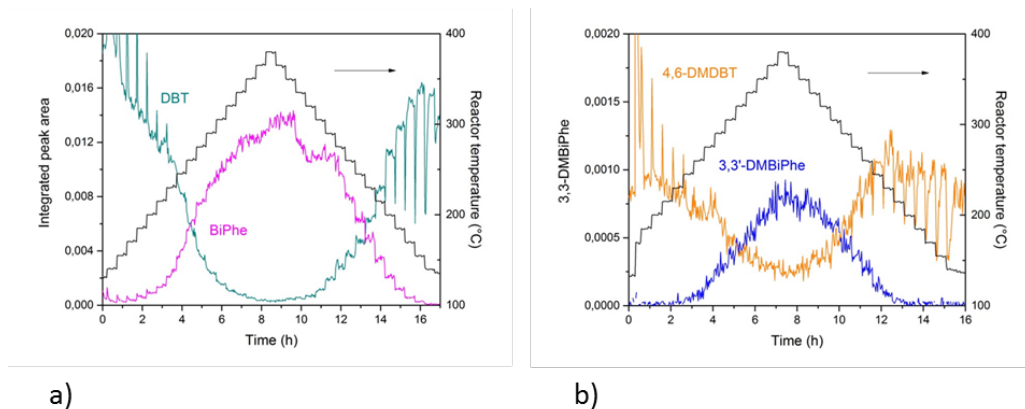 0,020
0,016
0,012
0,008
0,004
0,000
Integrated peak area
DBT
BiPhe
400
300
200
100
Reactor temperature (°C)
0 2 4 6 8 10 12 14 16
Time (h)
a)
0,0020
0,0015
0,0010
0,0005
0,0000
3,3-DMBiPhe
4,6-DMDBT
3,3'-DMBiPhe
400
300
200
100
Reactor temperature (°C)
0 2 4 6 8 10 12 14 16
Time (h)
b)